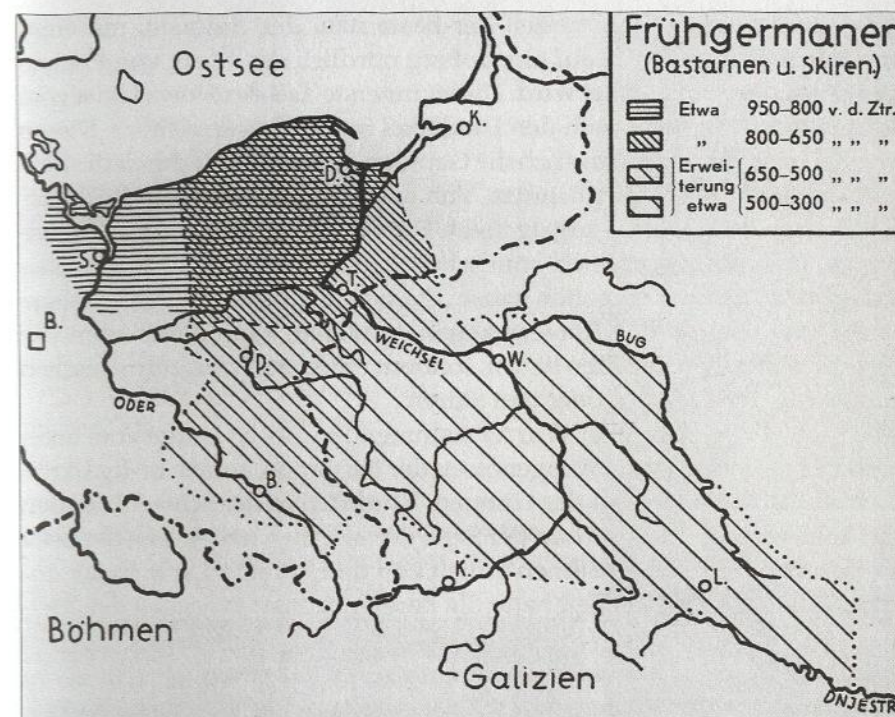 Frühgermanen
(Bastarnen u. Skiren.)
Etwa 950–800 v. d. Ztr.
„ 800–650 „ „ „
Erwei-
terung
etwa
650–500 „ „ „
500–300 „ „ „
Ostsee
K.
D.
S.
T.
B.
P.
WEICHSEL
W.
BUG
ODER
B.
K.
L.
Böhmen
Galizien
DNJESTR